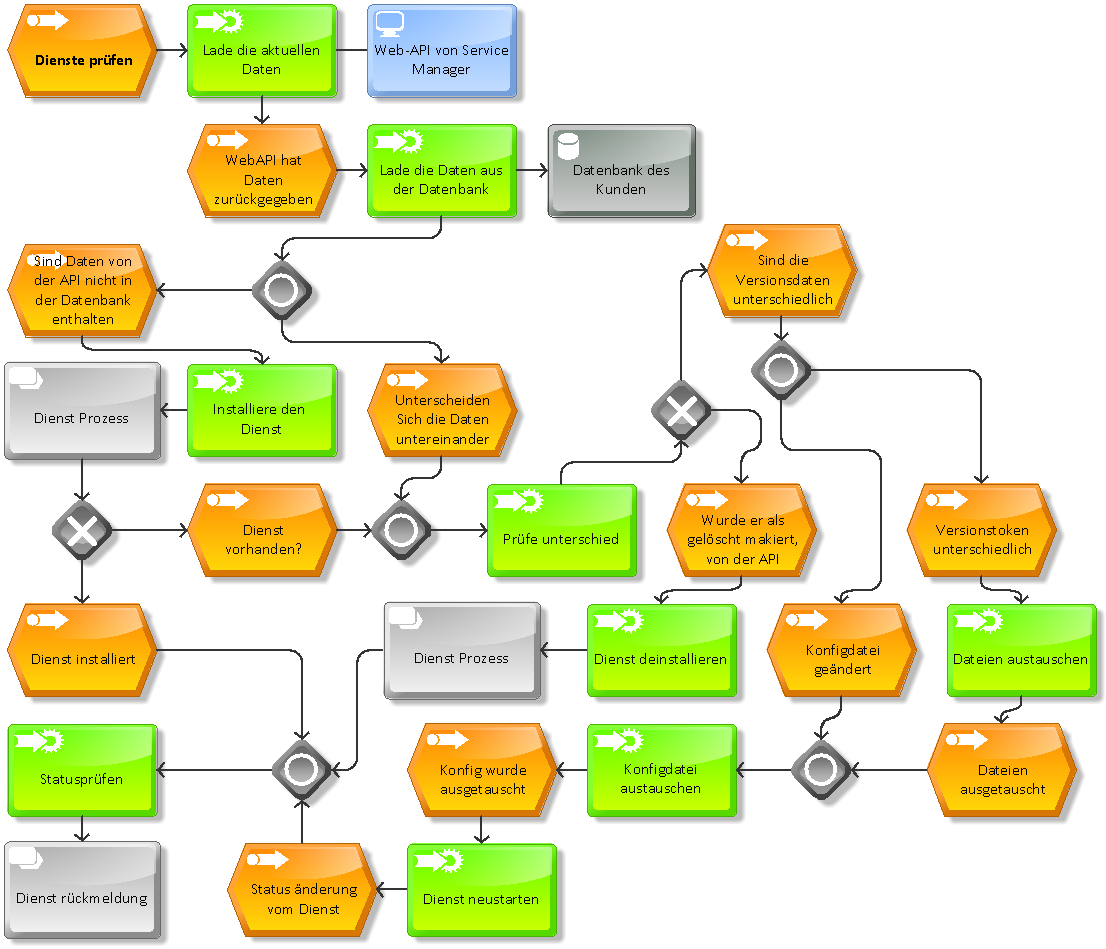 Dienste prüfen
Lade die aktuellen
Daten
Web-API von Service
Manager
WebAPI hat
Daten
zurückgegeben
Lade die Daten aus
der Datenbank
Datenbank des
Kunden
Sind Daten von
der API nicht in
der Datenbank
enthalten
Sind die
Versionsdaten
unterschiedlich
Dienst Prozess
Installiere den
Dienst
Unterscheiden
Sich die Daten
untereinander
Dienst
vorhanden?
Prüfe unterschied
Wurde er als
gelöscht makiert,
von der API
Versionstoken
unterschiedlich
Dienst installiert
Dienst Prozess
Dienst deinstallieren
Konfigdatei
geändert
Dateien austauschen
Statusprüfen
Konfig wurde
ausgetauscht
Konfigdatei
austauschen
Dateien
ausgetauscht
Dienst rückmeldung
Status änderung
vom Dienst
Dienst neustarten